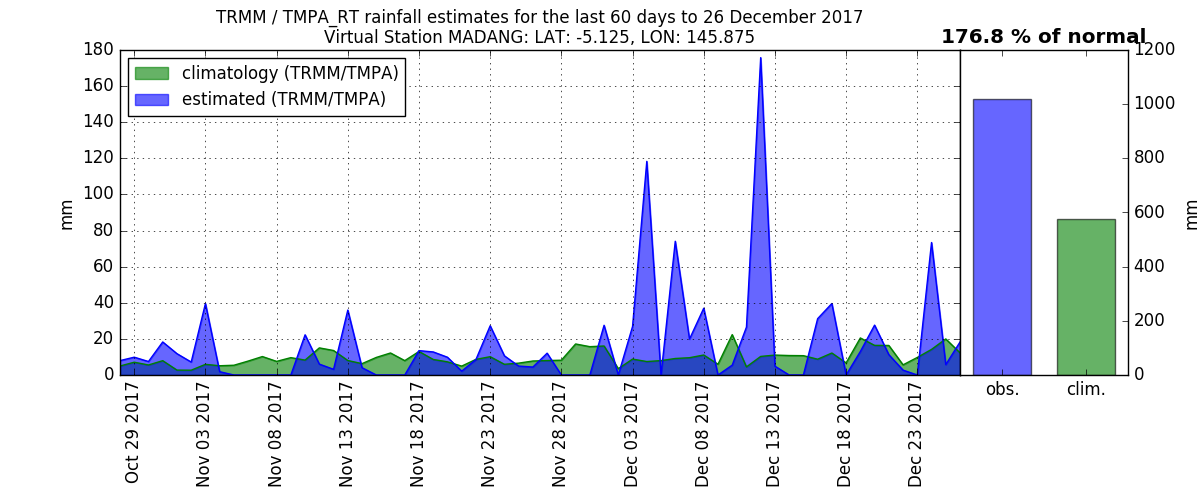 TRMM / TMPA_RT rainfall estimates for the last 60 days to 26 December 2017
Virtual Station MADANG: LAT: -5.125, LON: 145.875
176.8 % of normal
climatology (TRMM/TMPA)
estimated (TRMM/TMPA)
180
160
140
120
100
80
60
40
20
0
mm
Oct 29 2017
Nov 03 2017
Nov 08 2017
Nov 13 2017
Nov 18 2017
Nov 23 2017
Nov 28 2017
Dec 03 2017
Dec 08 2017
Dec 13 2017
Dec 18 2017
Dec 23 2017
obs.
clim.
1200
1000
800
600
400
200
0
mm